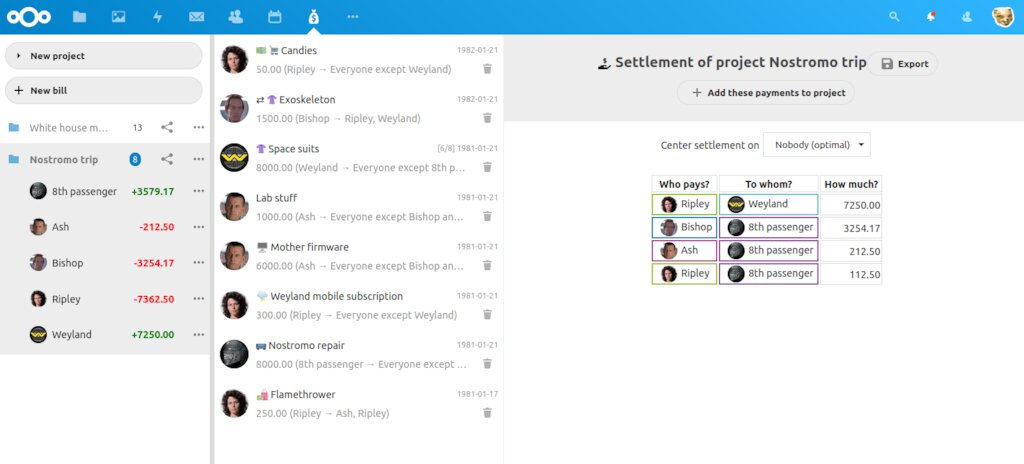 New project
New bill
White house m... 13
Nostromo trip 8
8th passenger +3579.17
Ash -212.50
Bishop -3254.17
Ripley -7362.50
Weyland +7250.00
Candies 1982-01-21
50.00 (Ripley → Everyone except Weyland)
Exoskeleton 1982-01-21
1500.00 (Bishop → Ripley, Weyland)
Space suits [6/8] 1981-01-21
8000.00 (Weyland → Everyone except 8th p...
Lab stuff 1981-01-21
1000.00 (Ash → Everyone except Bishop an...
Mother firmware 1981-01-21
6000.00 (Ash → Everyone except Bishop an...
Weyland mobile subscription 1981-01-21
300.00 (Ripley → Everyone except Weyland)
Nostromo repair 1981-01-21
8000.00 (8th passenger → Everyone except ...
Flamethrower 1981-01-17
250.00 (Ripley → Ash, Ripley)
Settlement of project Nostromo trip Export
Add these payments to project
Center settlement on Nobody (optimal)
Who pays? To whom? How much?
Ripley Weyland 7250.00
Bishop 8th passenger 3254.17
Ash 8th passenger 212.50
Ripley 8th passenger 112.50